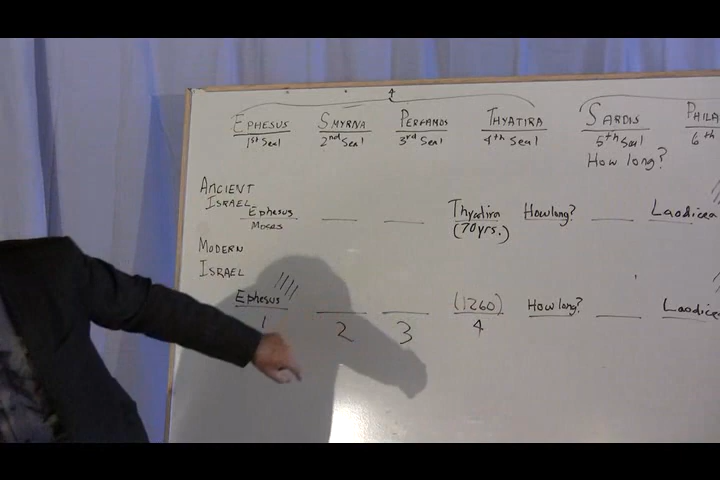 4
EPHESUS SMYRNA PERGAMOS THYATIRA SARDIS PHILA
1st SEAL 2nd SEAL 3rd SEAL 4th SEAL 5th SEAL 6th
How long?
ANCIENT
ISRAEL
Ephesus Thyatira How long? Laodicea
Moses (70 yrs.)
MODERN
ISRAEL
Ephesus (1260) How long? Laodicea
1 2 3 4